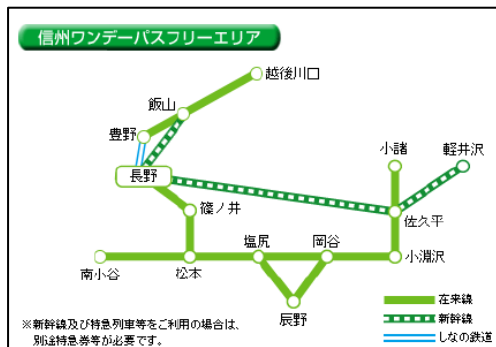 信州ワンデーパスフリーエリア
越後川口
飯山
豊野
小諸
軽井沢
長野
篠ノ井
佐久平
塩尻
岡谷
南小谷
松本
小淵沢
辰野
在来線
新幹線
しなの鉄道
※新幹線及び特急列車等をご利用の場合は、
別途特急券等が必要です。